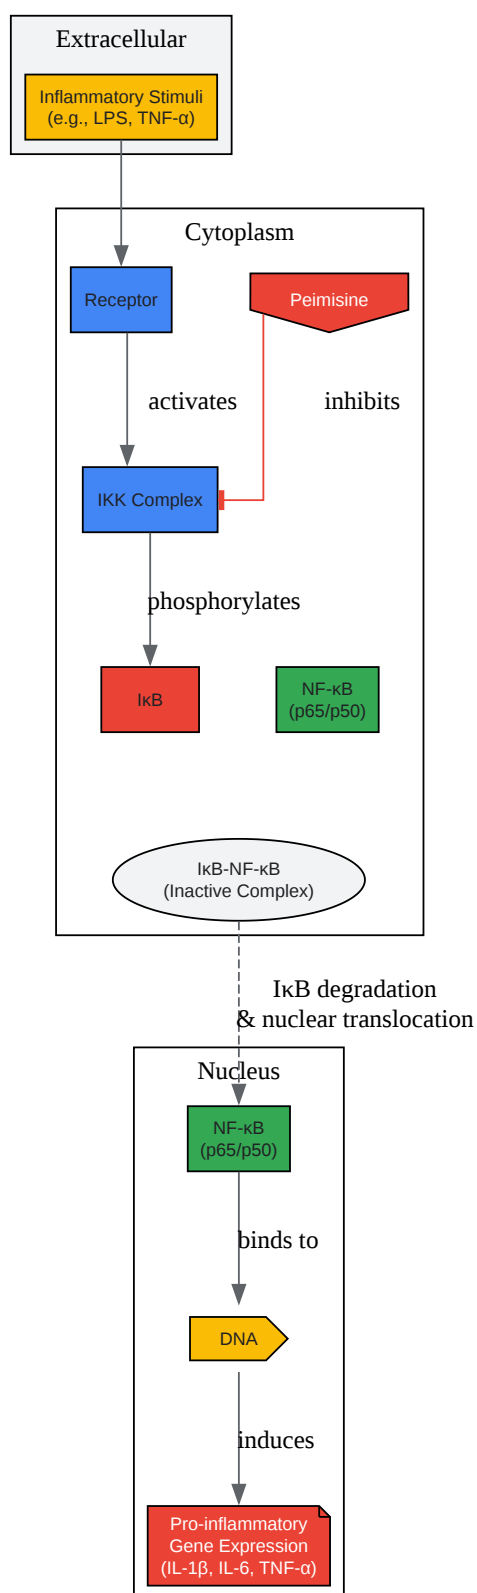 Extracellular
Inflammatory Stimuli
(e.g., LPS, TNF-α)
Cytoplasm
Receptor
Peimisine
activates
inhibits
IKK Complex
phosphorylates
IκB
NF-κB
(p65/p50)
IκB-NF-κB
(Inactive Complex)
IκB degradation
& nuclear translocation
Nucleus
NF-κB
(p65/p50)
binds to
DNA
induces
Pro-inflammatory
Gene Expression
(IL-1β, IL-6, TNF-α)